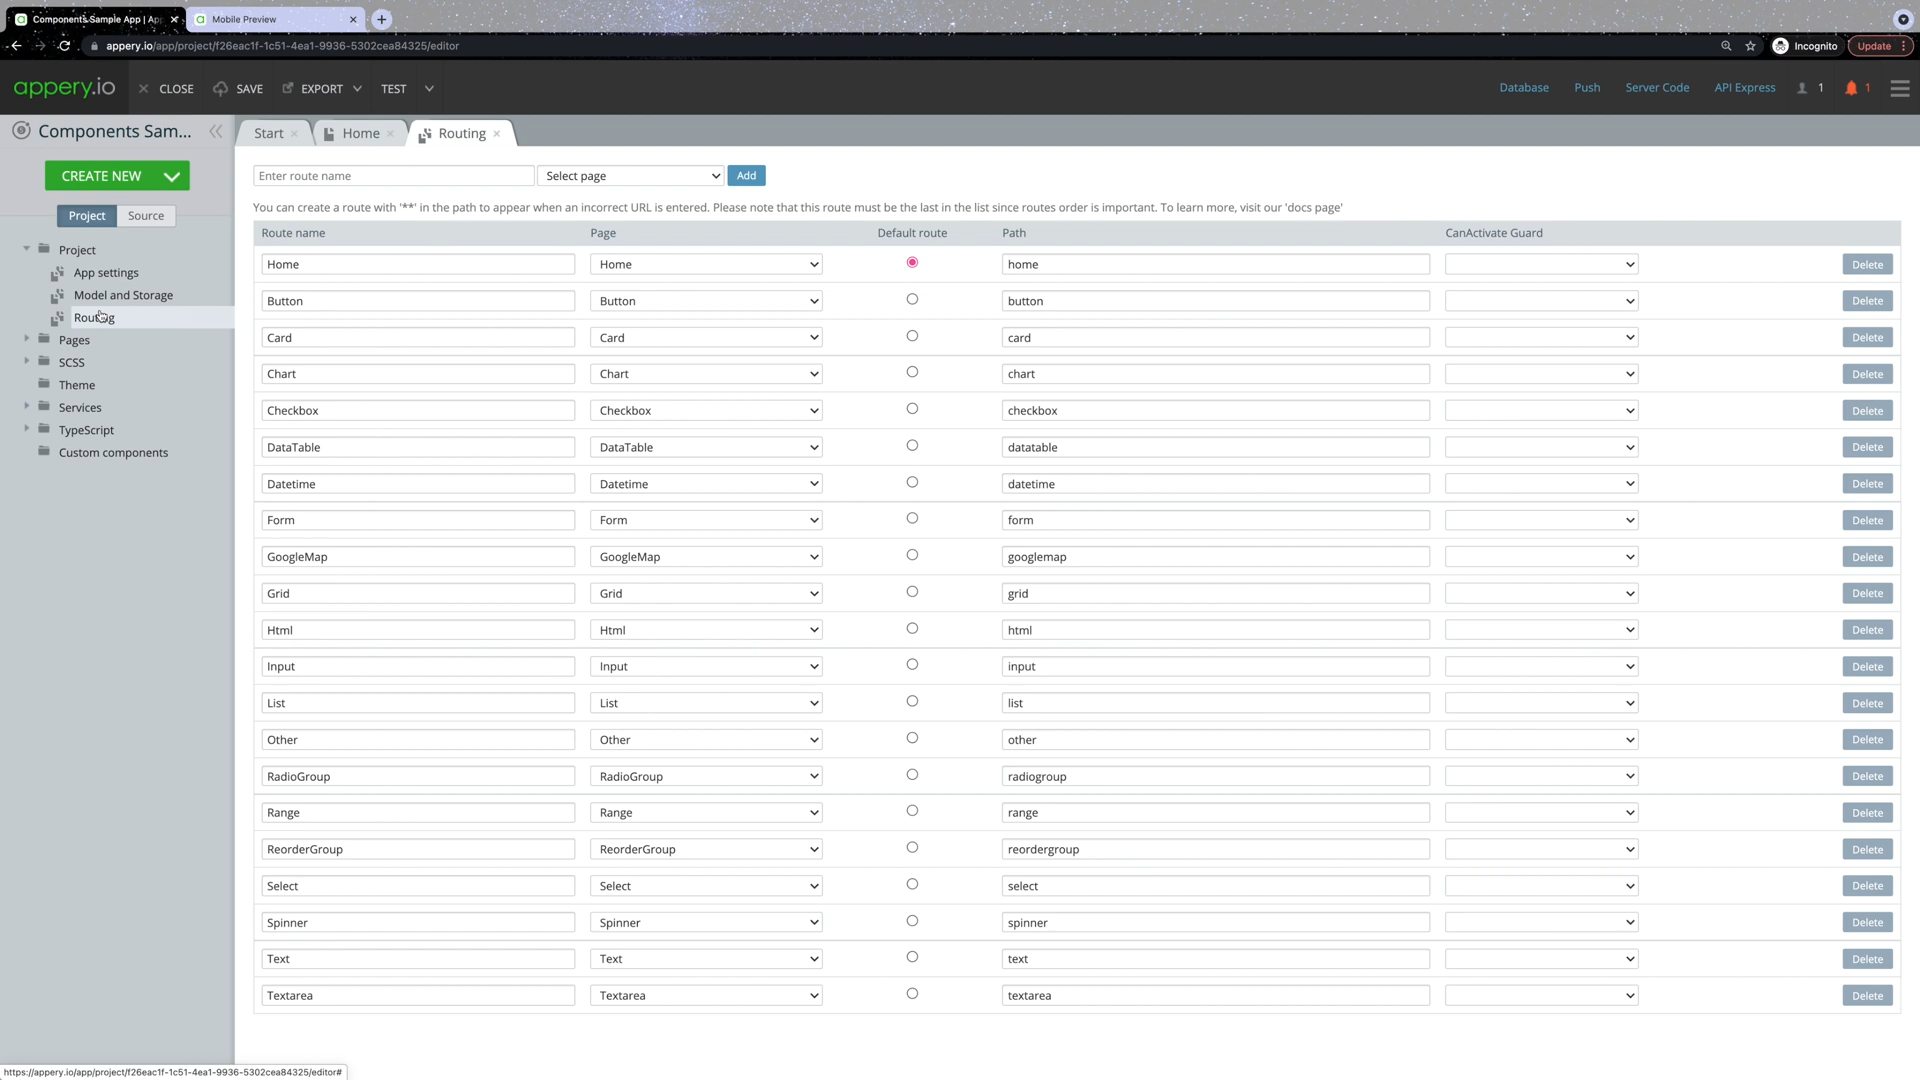 Components Sample App | Ap
Mobile Preview
appery.io/app/project/f26eac1f-1c51-4ea1-9936-5302cea84325/editor
Incognito
Update
appery.io
CLOSE
SAVE
EXPORT
TEST
Database
Push
Server Code
API Express
1
1
Components Sam...
Start
Home
Routing
CREATE NEW
Project
Source
Project
App settings
Model and Storage
Routing
Pages
SCSS
Theme
Services
TypeScript
Custom components
Enter route name
Select page
Add
You can create a route with '**' in the path to appear when an incorrect URL is entered. Please note that this route must be the last in the list since routes order is important. To learn more, visit our 'docs page'
Route name Page Default route Path CanActivate Guard
Home Home home Delete
Button Button button Delete
Card Card card Delete
Chart Chart chart Delete
Checkbox Checkbox checkbox Delete
DataTable DataTable datatable Delete
Datetime Datetime datetime Delete
Form Form form Delete
GoogleMap GoogleMap googlemap Delete
Grid Grid grid Delete
Html Html html Delete
Input Input input Delete
List List list Delete
Other Other other Delete
RadioGroup RadioGroup radiogroup Delete
Range Range range Delete
ReorderGroup ReorderGroup reordergroup Delete
Select Select select Delete
Spinner Spinner spinner Delete
Text Text text Delete
Textarea Textarea textarea Delete
https://appery.io/app/project/f26eac1f-1c51-4ea1-9936-5302cea84325/editor#